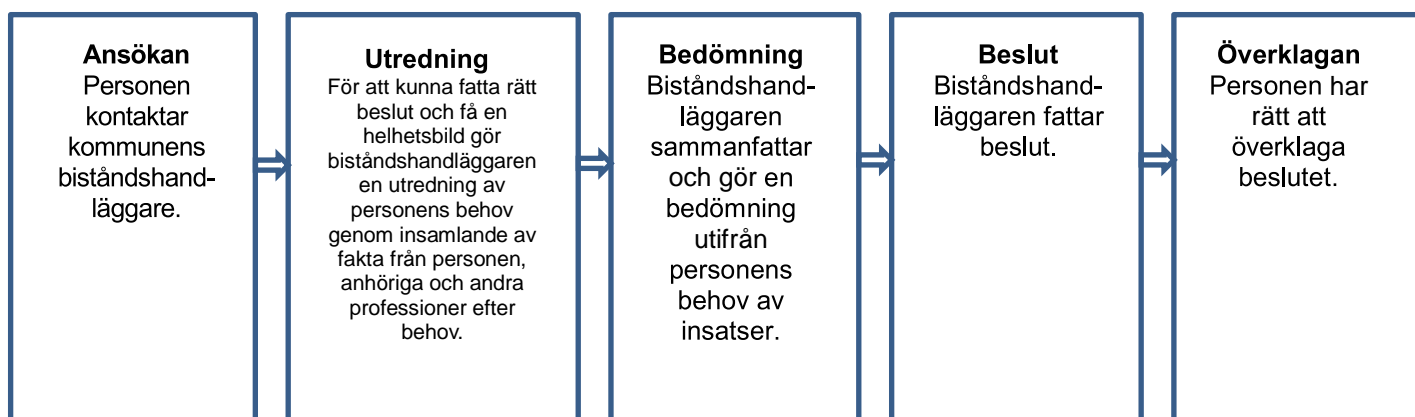 Ansökan
Personen
kontaktar
kommunens
biståndshand-
läggare.
Utredning
För att kunna fatta rätt
beslut och få en
helhetsbild gör
biståndshandläggaren
en utredning av
personens behov
genom insamlande av
fakta från personen,
anhöriga och andra
professioner efter
behov.
Bedömning
Biståndshand-
läggaren
sammanfattar
och gör en
bedömning
utifrån
personens
behov av
insatser.
Beslut
Biståndshand-
läggaren fattar
beslut.
Överklagan
Personen har
rätt att
överklaga
beslutet.